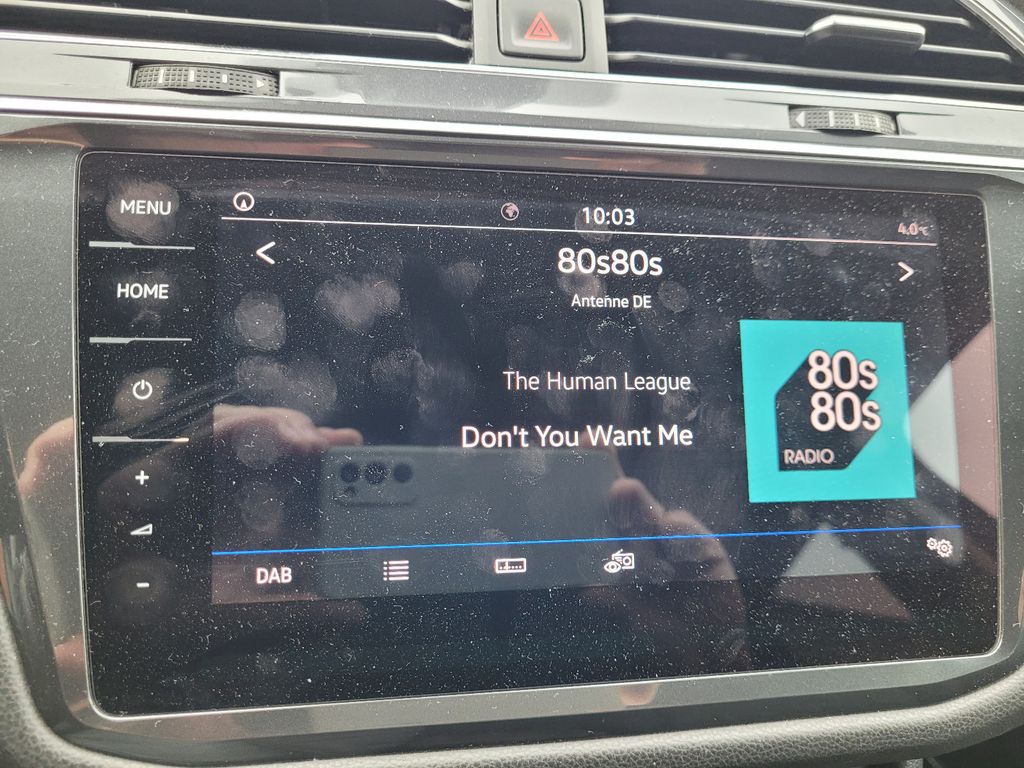 MENU
HOME
+
-
10:03
4.0°C
<
80s80s
>
Antenne DE
The Human League
Don't You Want Me
80s
80s
RADIO
DAB